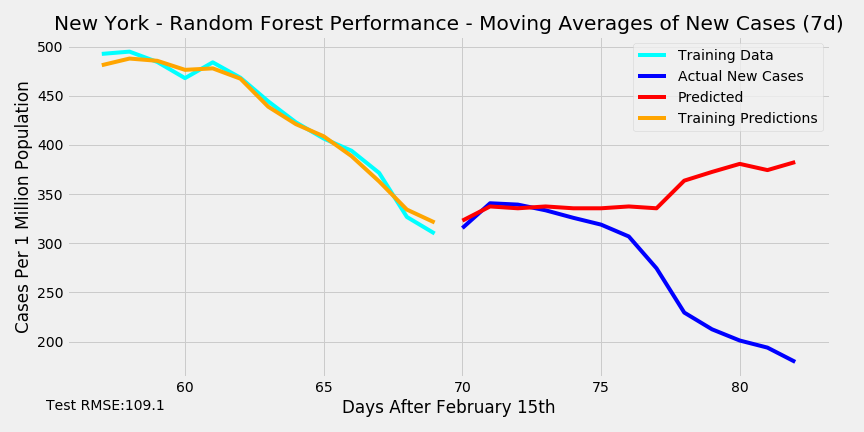 New York - Random Forest Performance - Moving Averages of New Cases (7d)
Cases Per 1 Million Population
500
450
400
350
300
250
200
Training Data
Actual New Cases
Predicted
Training Predictions
60
65
70
75
80
Days After February 15th
Test RMSE:109.1